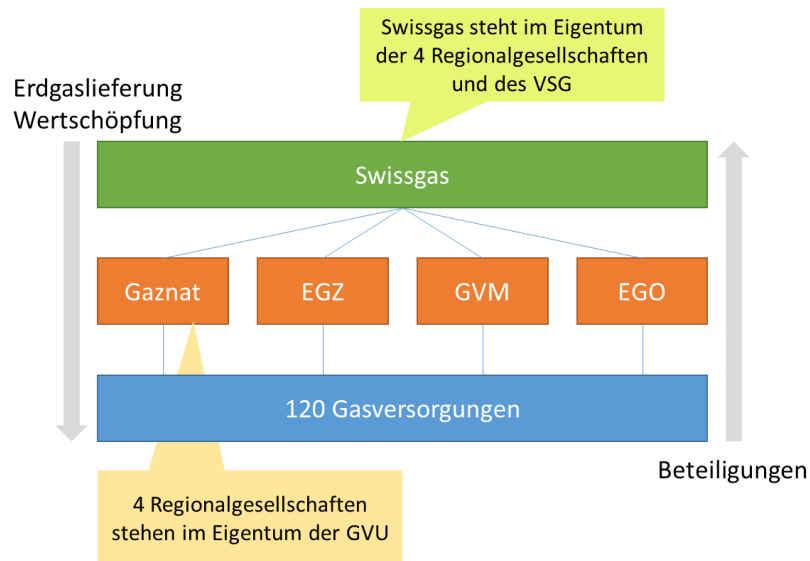 Swissgas steht im Eigentum
der 4 Regionalgesellschaften
und des VSG
Erdgaslieferung
Wertschöpfung
Swissgas
Gaznat
EGZ
GVM
EGO
120 Gasversorgungen
Beteiligungen
4 Regionalgesellschaften
stehen im Eigentum der GVU